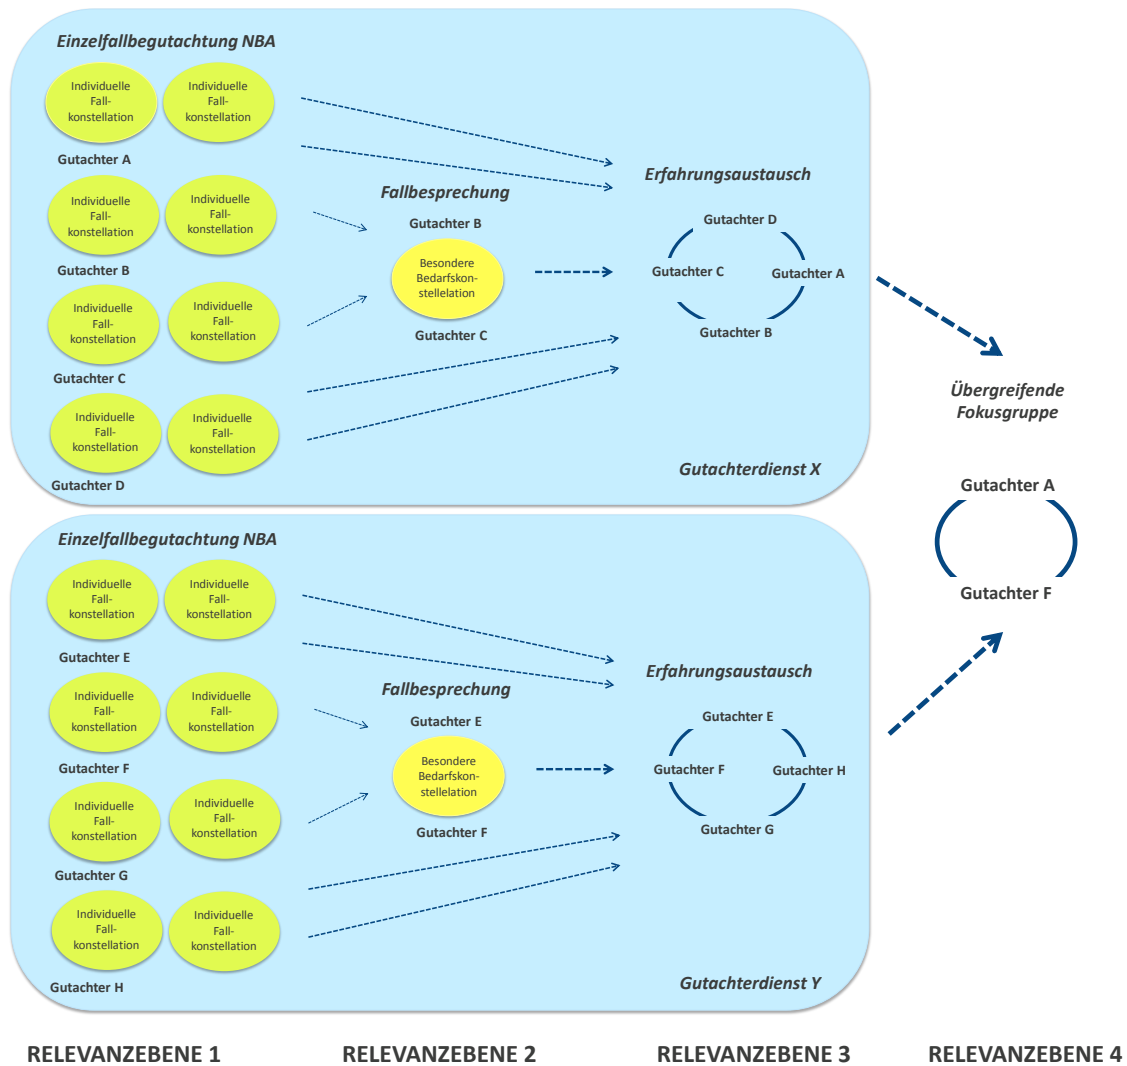 Einzelfallbegutachtung NBA
Individuelle
Fall-
konstellation
Individuelle
Fall-
konstellation
Gutachter A
Individuelle
Fall-
konstellation
Individuelle
Fall-
konstellation
Gutachter B
Individuelle
Fall-
konstellation
Individuelle
Fall-
konstellation
Gutachter C
Individuelle
Fall-
konstellation
Individuelle
Fall-
konstellation
Gutachter D
Fallbesprechung
Gutachter B
Besondere
Bedarfskon-
stellelation
Gutachter C
Erfahrungsaustausch
Gutachter D
Gutachter C
Gutachter A
Gutachter B
Gutachterdienst X
Einzelfallbegutachtung NBA
Individuelle
Fall-
konstellation
Individuelle
Fall-
konstellation
Gutachter E
Individuelle
Fall-
konstellation
Individuelle
Fall-
konstellation
Gutachter F
Individuelle
Fall-
konstellation
Individuelle
Fall-
konstellation
Gutachter G
Individuelle
Fall-
konstellation
Individuelle
Fall-
konstellation
Gutachter H
Fallbesprechung
Gutachter E
Besondere
Bedarfskon-
stellelation
Gutachter F
Erfahrungsaustausch
Gutachter E
Gutachter F
Gutachter H
Gutachter G
Gutachterdienst Y
Übergreifende
Fokusgruppe
Gutachter A
Gutachter F
RELEVANZEBENE 1
RELEVANZEBENE 2
RELEVANZEBENE 3
RELEVANZEBENE 4